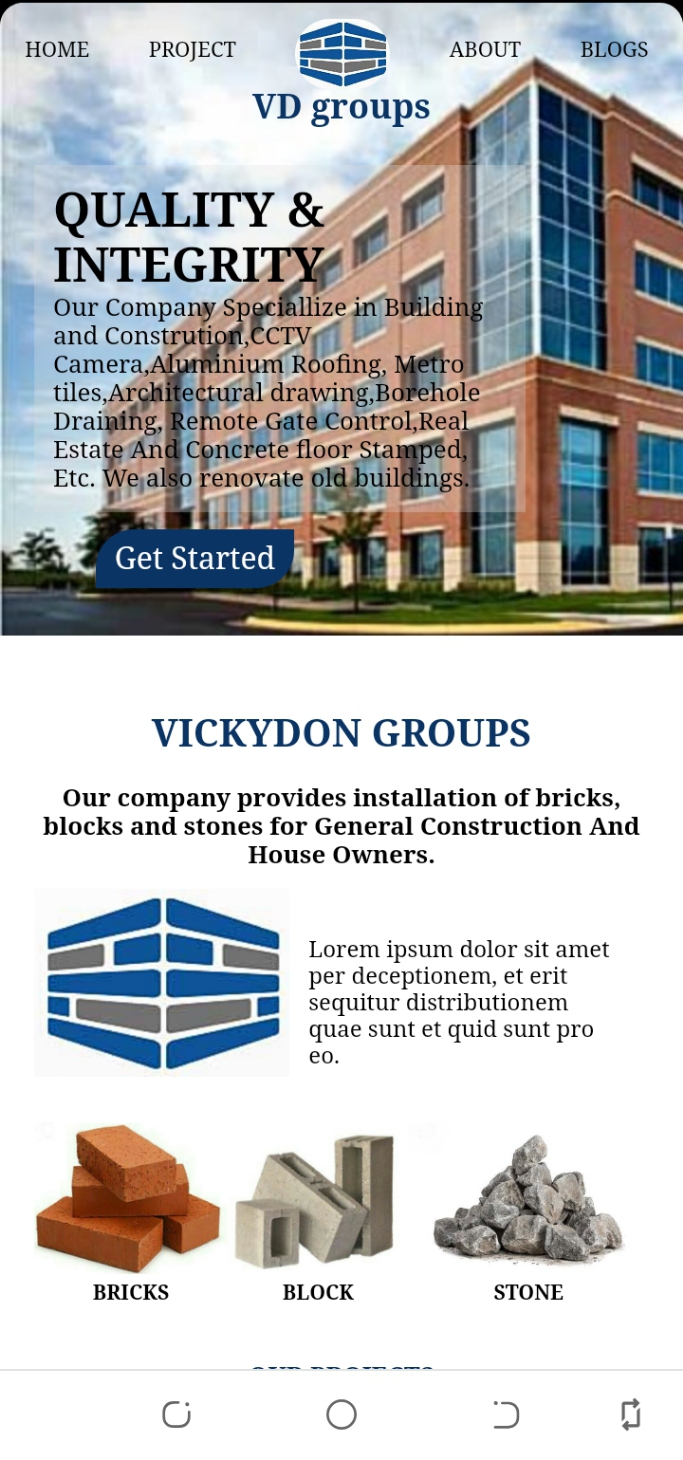 HOME PROJECT ABOUT BLOGS
VD groups
QUALITY &
INTEGRITY
Our Company Speciallize in Building
and Constrution,CCTV
Camera,Aluminium Roofing, Metro
tiles,Architectural drawing,Borehole
Draining, Remote Gate Control,Real
Estate And Concrete floor Stamped,
Etc. We also renovate old buildings.
Get Started
VICKYDON GROUPS
Our company provides installation of bricks,
blocks and stones for General Construction And
House Owners.
Lorem ipsum dolor sit amet
per deceptionem, et erit
sequitur distributionem
quae sunt et quid sunt pro
eo.
BRICKS BLOCK STONE